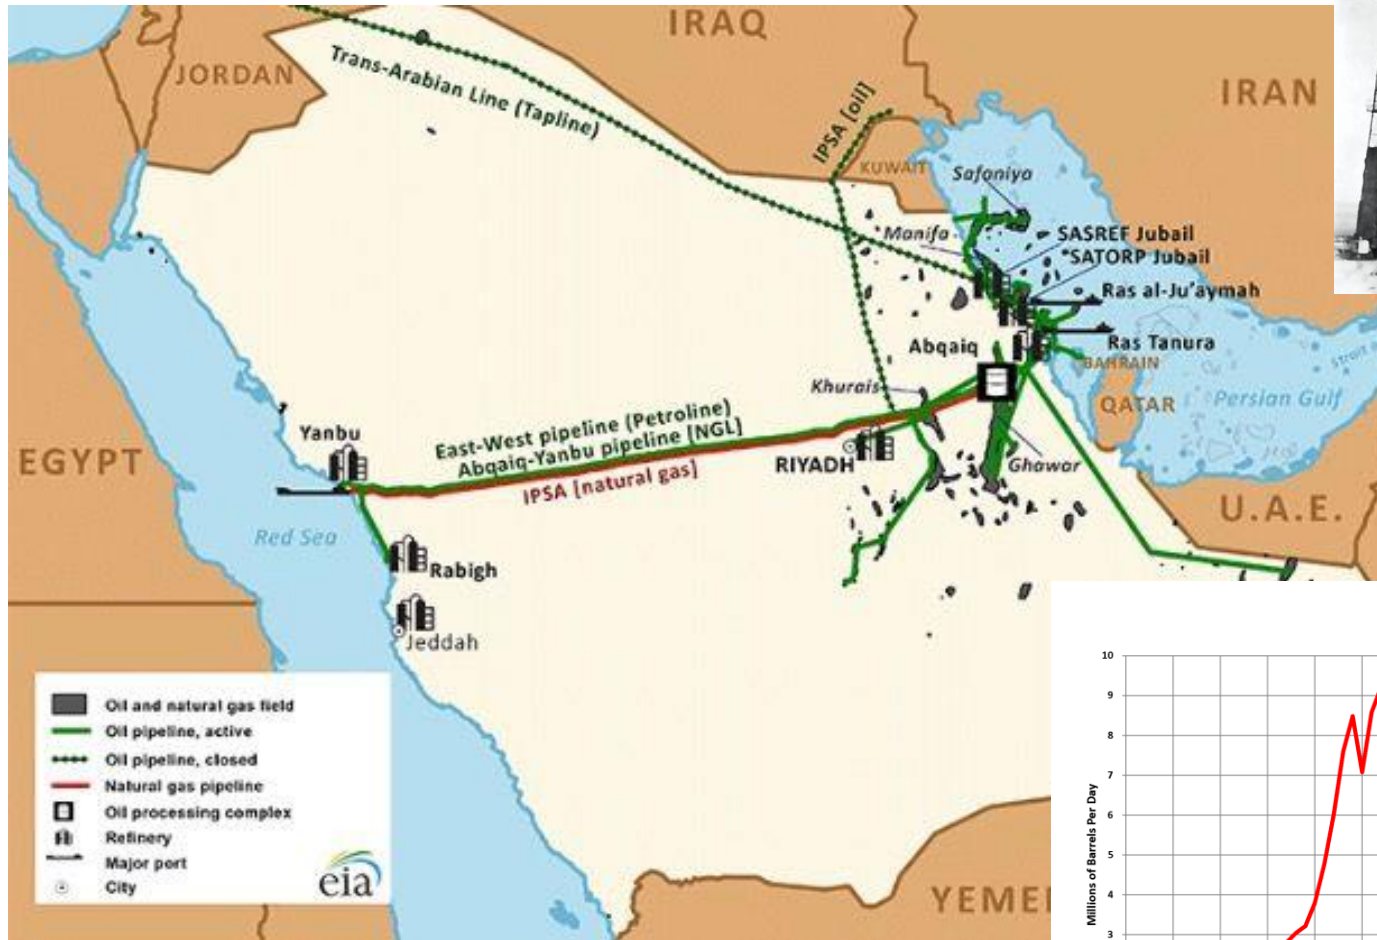 IRAQ
JORDAN
IRAN
Trans-Arabian Line (Tapline)
IPSA [oil]
KUWAIT
Safaniya
Manifa
SASREF Jubail
SATORP Jubail
Ras al-Ju'aymah
Ras Tanura
Abqaiq
BAHRAIN
Strait
Khurais
QATAR
Persian Gulf
East-West pipeline (Petroline)
Abqaiq-Yanbu pipeline [NGL]
IPSA [natural gas]
Yanbu
EGYPT
RIYADH
Ghawar
U.A.E.
Red Sea
Rabigh
Jeddah
Oil and natural gas field
Oil pipeline, active
Oil pipeline, closed
Natural gas pipeline
Oil processing complex
Refinery
Major port
City
eia
YEME
10
9
8
7
6
5
4
3
Millions of Barrels Per Day